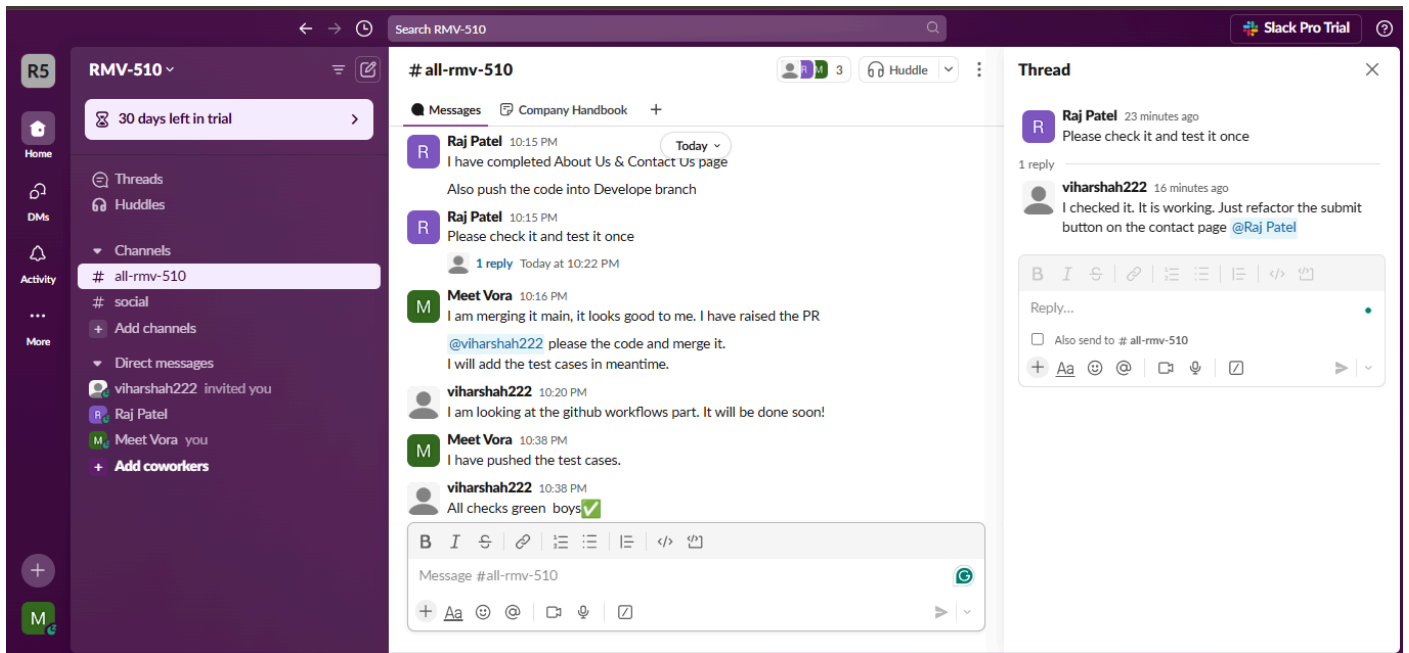 Search RMV-510
Slack Pro Trial
R5
Home
DMs
Activity
More
M
RMV-510
30 days left in trial
Threads
Huddles
Channels
# all-rmv-510
# social
+ Add channels
Direct messages
viharshah222 invited you
R Raj Patel
M Meet Vora you
+ Add coworkers
# all-rmv-510
R M 3
Huddle
Messages
Company Handbook
+
Today
R
Raj Patel 10:15 PM
I have completed About Us & Contact Us page
Also push the code into Develope branch
R
Raj Patel 10:15 PM
Please check it and test it once
1 reply Today at 10:22 PM
M
Meet Vora 10:16 PM
I am merging it main, it looks good to me. I have raised the PR
@viharshah222 please the code and merge it.
I will add the test cases in meantime.
viharshah222 10:20 PM
I am looking at the github workflows part. It will be done soon!
M
Meet Vora 10:38 PM
I have pushed the test cases.
viharshah222 10:38 PM
All checks green boys✅
B I S
Message #all-rmv-510
+ Aa @
Thread
R
Raj Patel 23 minutes ago
Please check it and test it once
1 reply
viharshah222 16 minutes ago
I checked it. It is working. Just refactor the submit
button on the contact page @Raj Patel
B I S
Reply...
Also send to # all-rmv-510
+ Aa @